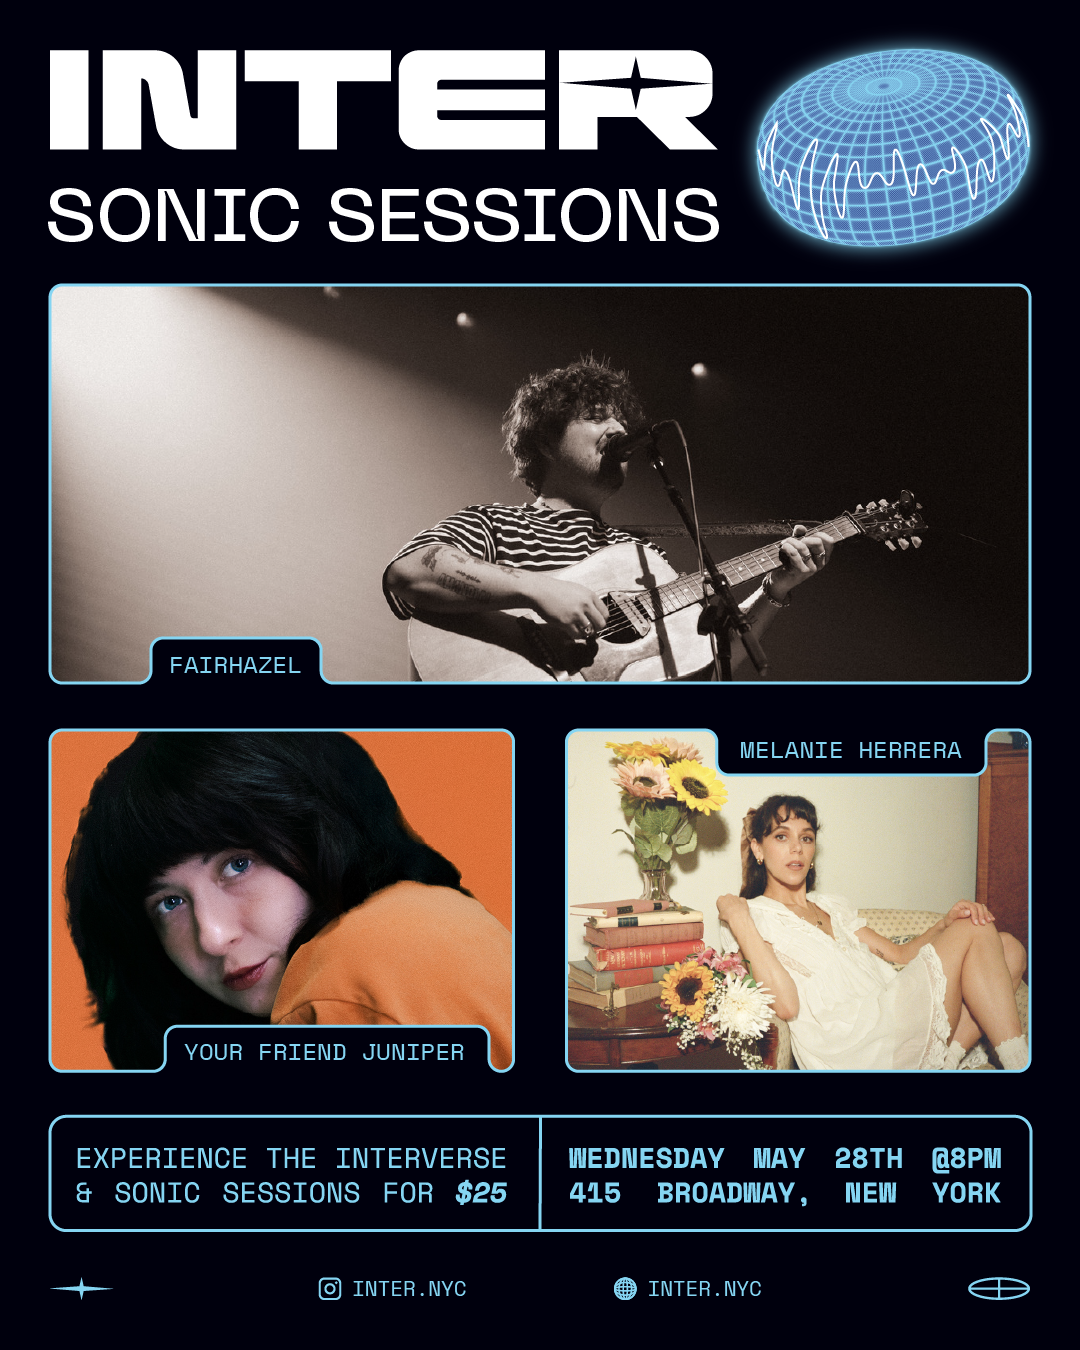 INTER
SONIC SESSIONS
FAIRHAZEL
MELANIE HERRERA
YOUR FRIEND JUNIPER
EXPERIENCE THE INTERVERSE
& SONIC SESSIONS FOR $25
WEDNESDAY MAY 28TH @8PM
415 BROADWAY, NEW YORK
INTER.NYC
INTER.NYC